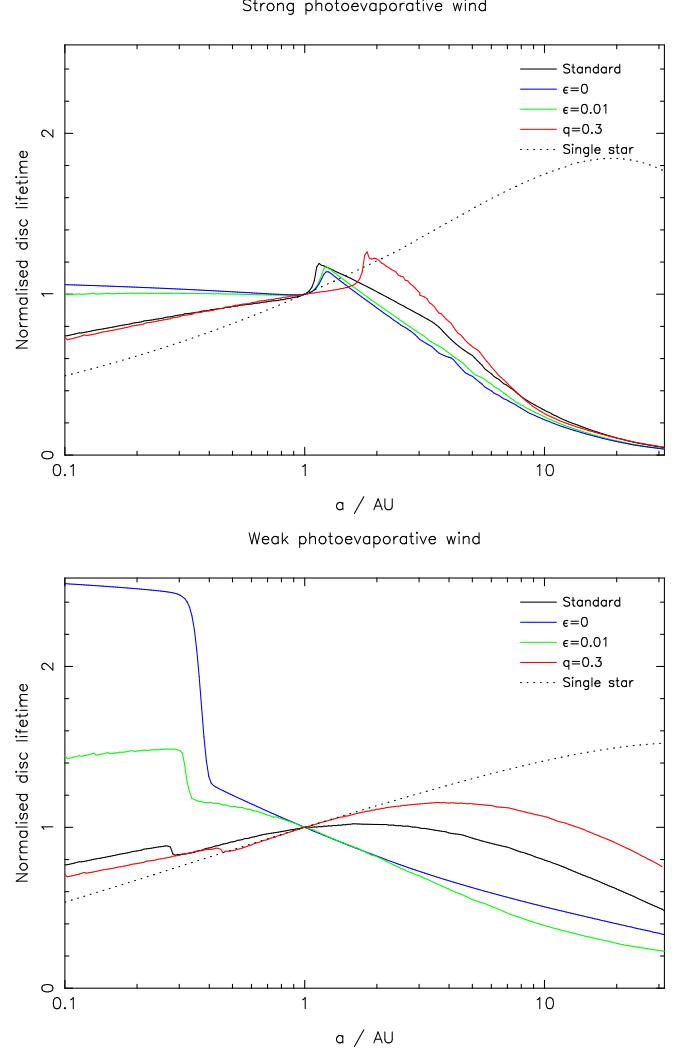 Strong photoevaporative wind
Standard
ϵ=0
ϵ=0.01
q=0.3
Single star
Normalised disc lifetime
2
1
0
0.1
1
10
a / AU
Weak photoevaporative wind
Standard
ϵ=0
ϵ=0.01
q=0.3
Single star
Normalised disc lifetime
2
1
0
0.1
1
10
a / AU